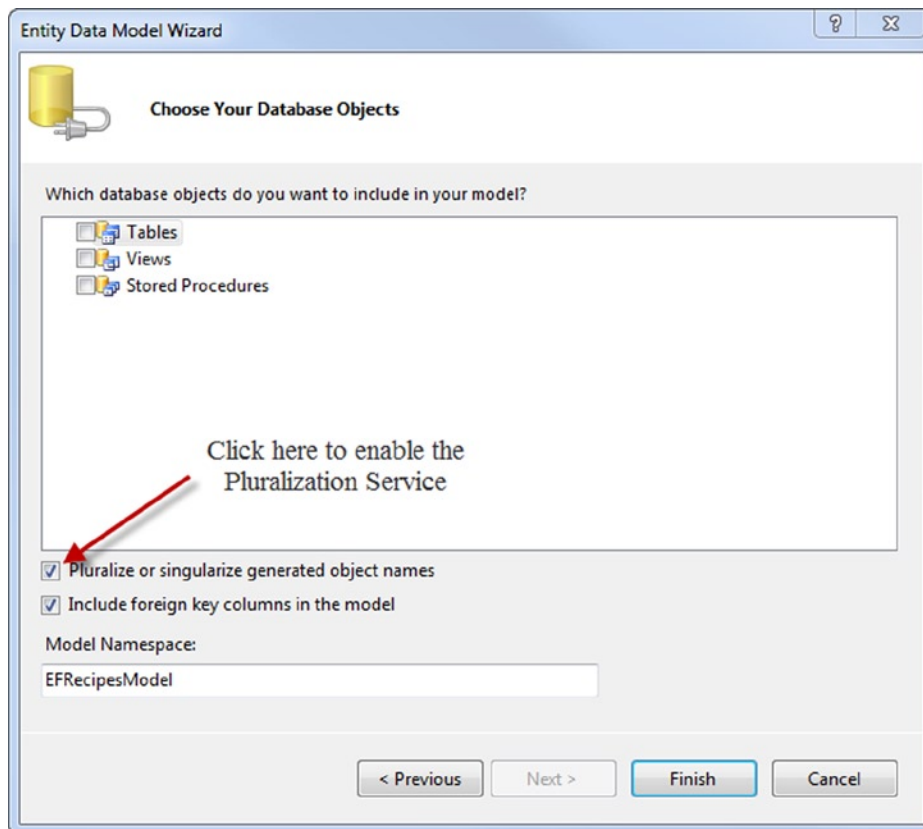 Entity Data Model Wizard
?
Choose Your Database Objects
Which database objects do you want to include in your model?
Tables
Views
Stored Procedures
Click here to enable the
Pluralization Service
Pluralize or singularize generated object names
Include foreign key columns in the model
Model Namespace:
EFRecipesModel
< Previous
Next >
Finish
Cancel